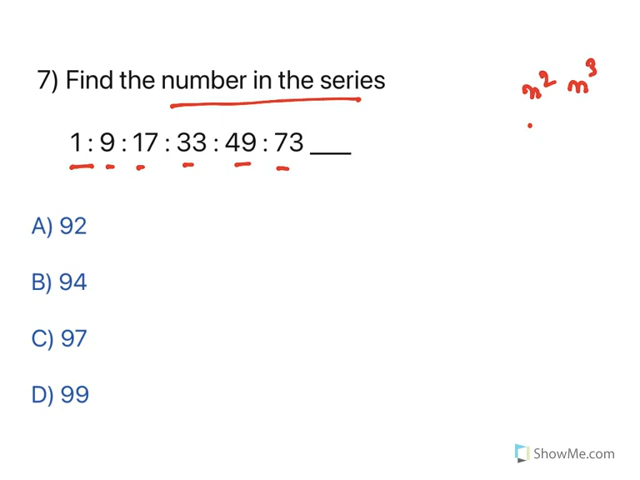 7) Find the number in the series n² n³
1 : 9 : 17 : 33 : 49 : 73 ___
A) 92
B) 94
C) 97
D) 99
ShowMe.com